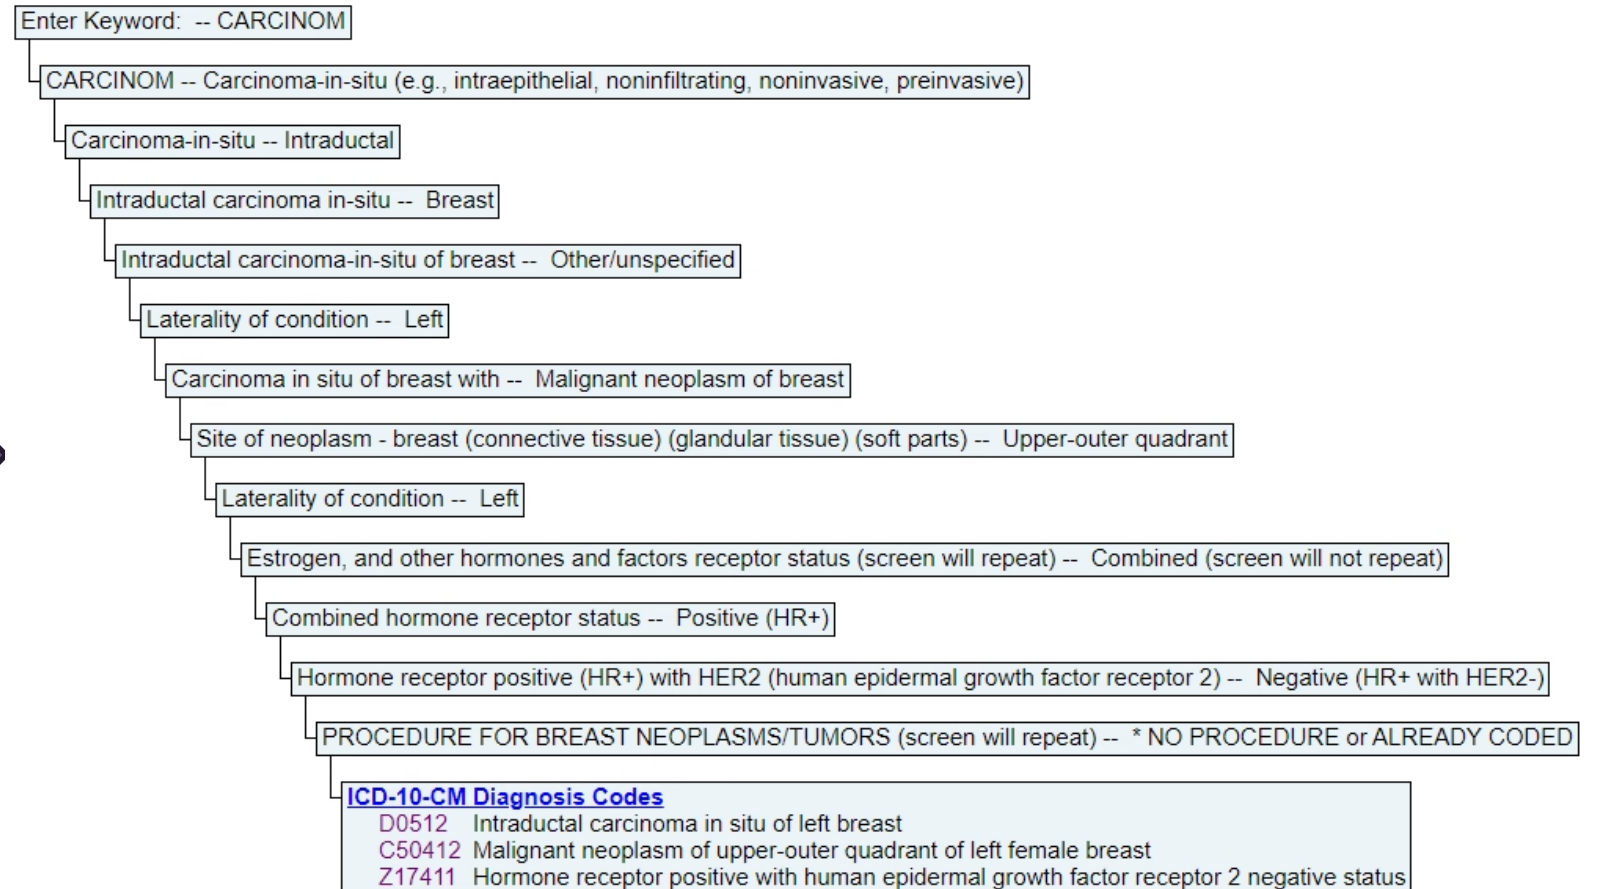 Enter Keyword:  -- CARCINOM
CARCINOM -- Carcinoma-in-situ (e.g., intraepithelial, noninfiltrating, noninvasive, preinvasive)
Carcinoma-in-situ -- Intraductal
Intraductal carcinoma in-situ --  Breast
Intraductal carcinoma-in-situ of breast --  Other/unspecified
Laterality of condition --  Left
Carcinoma in situ of breast with --  Malignant neoplasm of breast
Site of neoplasm - breast (connective tissue) (glandular tissue) (soft parts) --  Upper-outer quadrant
Laterality of condition --  Left
Estrogen, and other hormones and factors receptor status (screen will repeat) --  Combined (screen will not repeat)
Combined hormone receptor status --  Positive (HR+)
Hormone receptor positive (HR+) with HER2 (human epidermal growth factor receptor 2) --  Negative (HR+ with HER2-)
PROCEDURE FOR BREAST NEOPLASMS/TUMORS (screen will repeat) --  * NO PROCEDURE or ALREADY CODED
ICD-10-CM Diagnosis Codes
D0512 Intraductal carcinoma in situ of left breast
C50412 Malignant neoplasm of upper-outer quadrant of left female breast
Z17411 Hormone receptor positive with human epidermal growth factor receptor 2 negative status